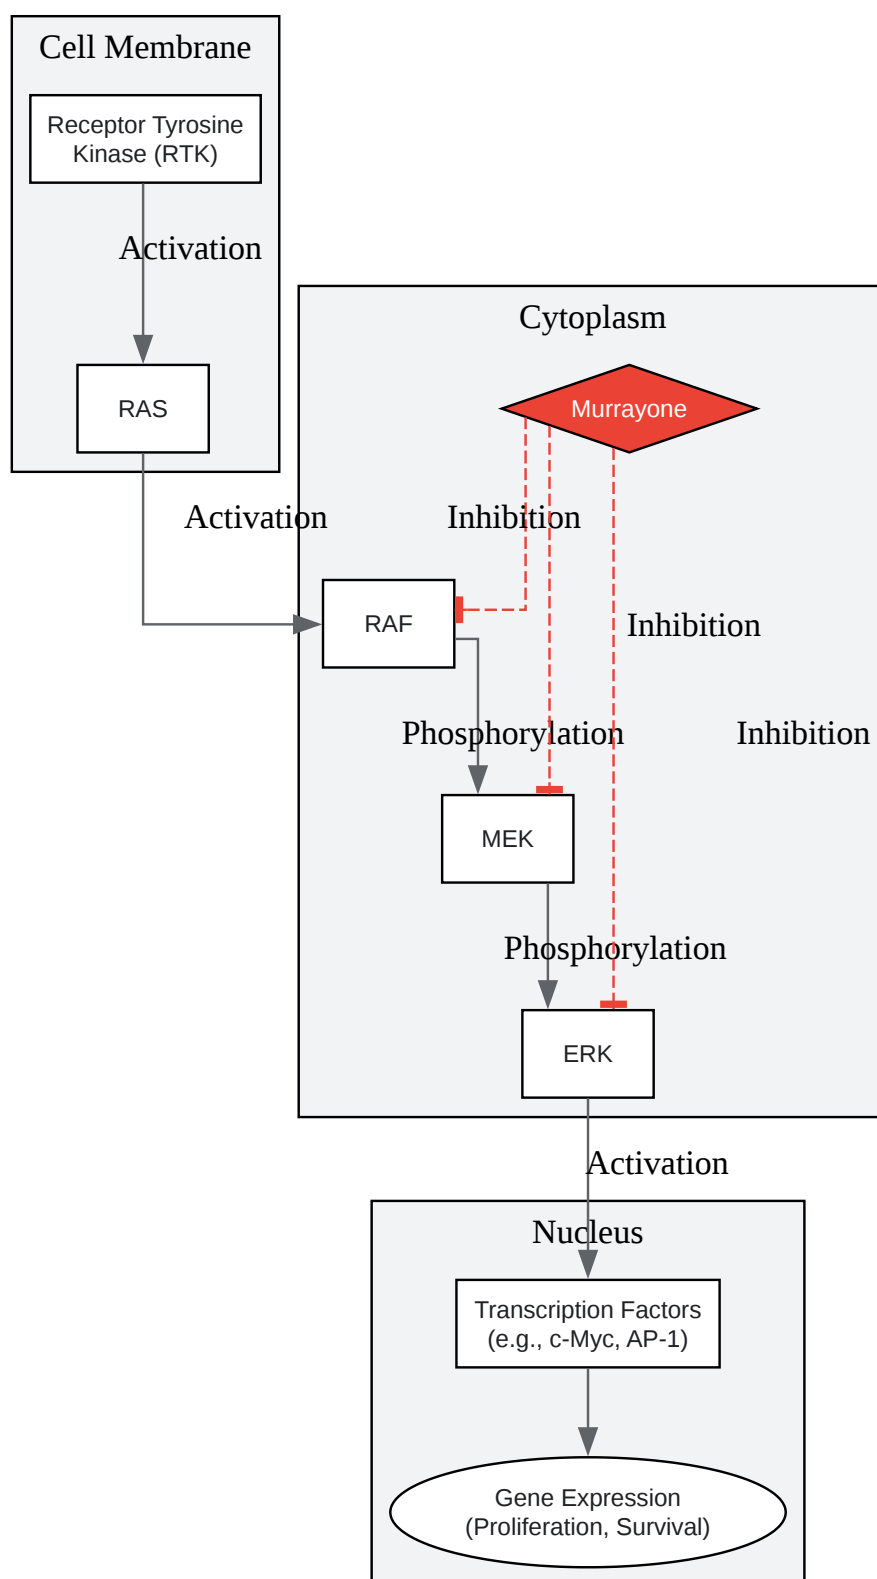 Cell Membrane
Receptor Tyrosine
Kinase (RTK)
Activation
RAS
Cytoplasm
Murrayone
Activation
Inhibition
RAF
Inhibition
Phosphorylation
Inhibition
MEK
Phosphorylation
ERK
Activation
Nucleus
Transcription Factors
(e.g., c-Myc, AP-1)
Gene Expression
(Proliferation, Survival)